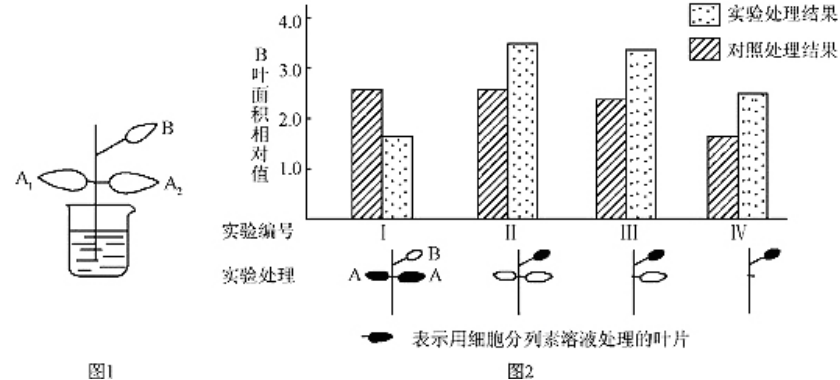 B
A₁
A₂
图1
B叶面积相对值
4.0
3.0
2.0
1.0
实验处理结果
对照处理结果
实验编号 Ⅰ Ⅱ Ⅲ Ⅳ
B
实验处理 A A
表示用细胞分列素溶液处理的叶片
图2